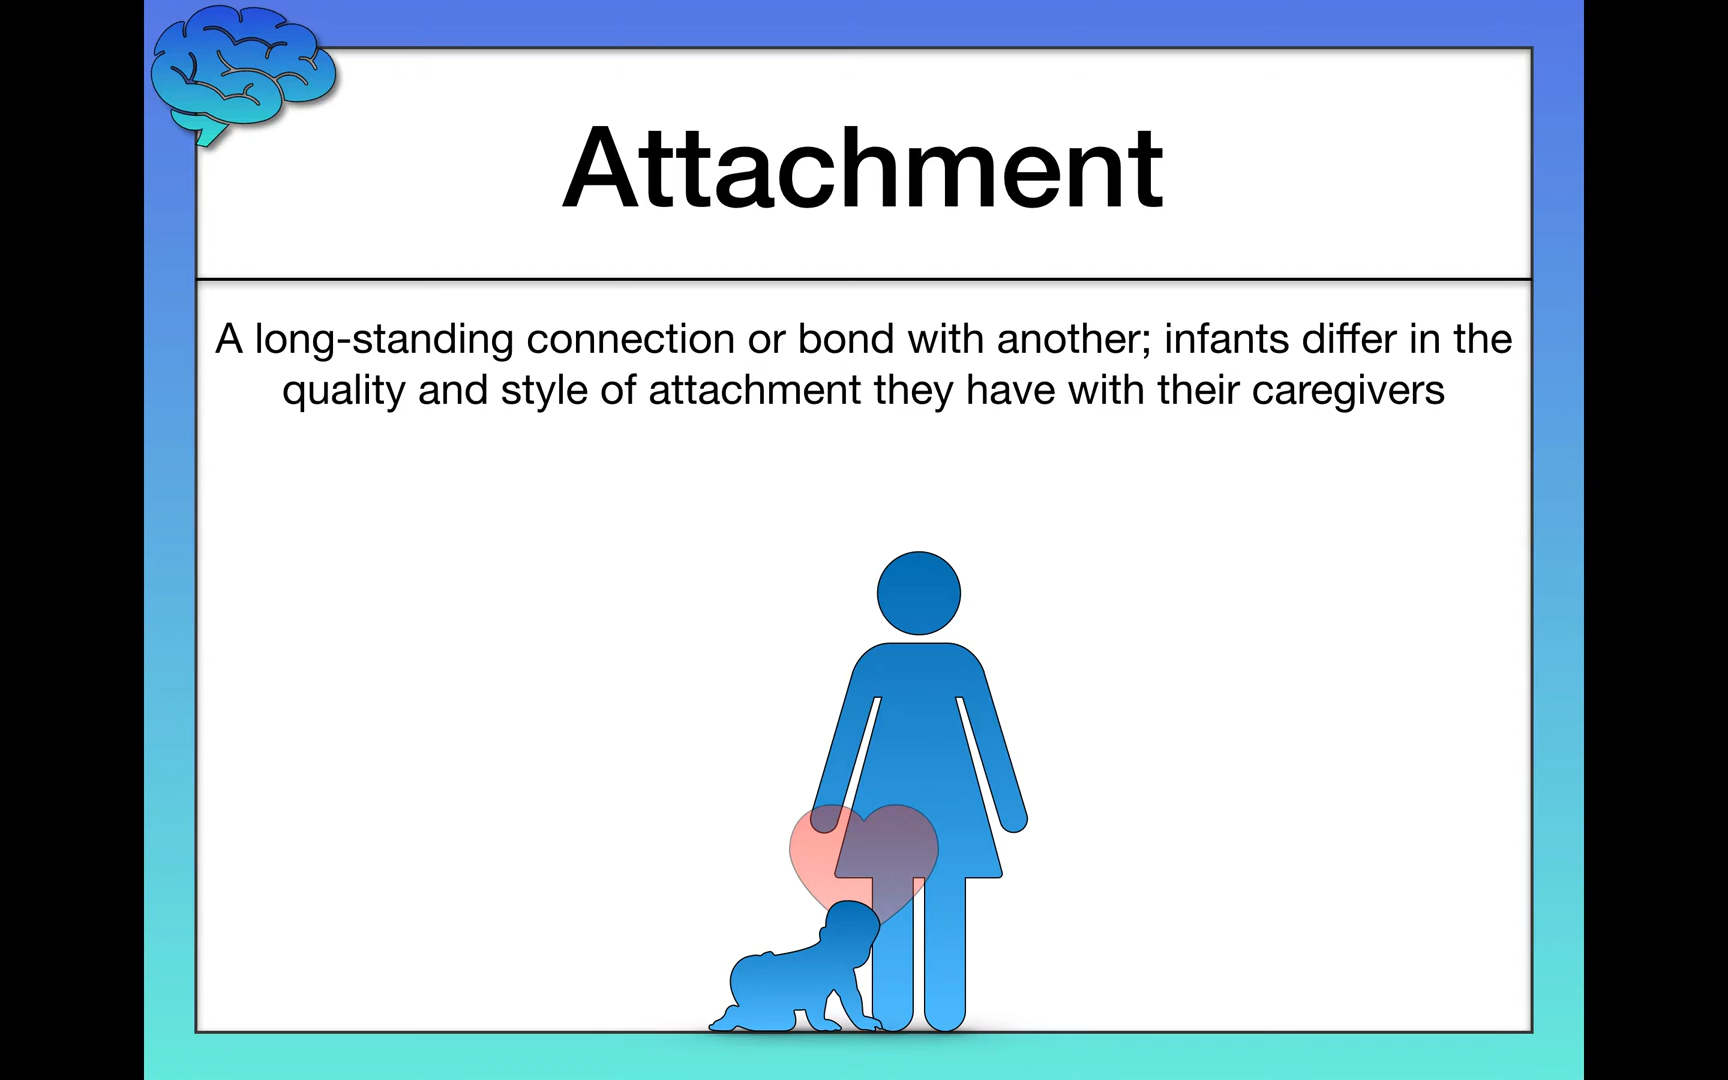 Attachment
A long-standing connection or bond with another; infants differ in the
quality and style of attachment they have with their caregivers